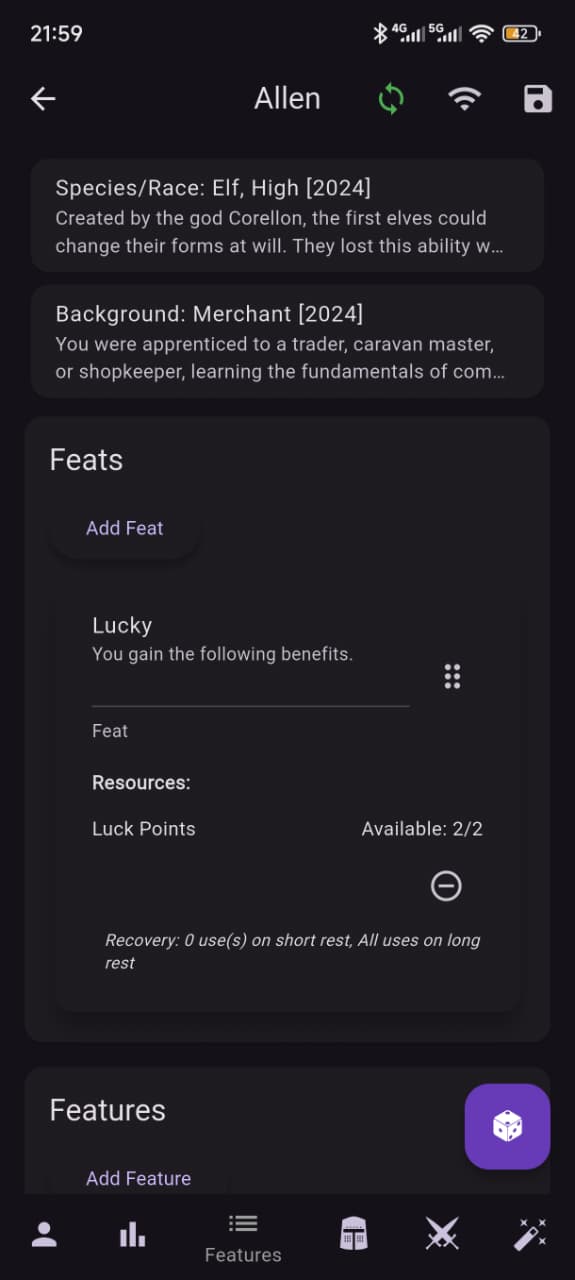 21:59
4G 5G 42
Allen
Species/Race: Elf, High [2024]
Created by the god Corellon, the first elves could
change their forms at will. They lost this ability w...
Background: Merchant [2024]
You were apprenticed to a trader, caravan master,
or shopkeeper, learning the fundamentals of com...
Feats
Add Feat
Lucky
You gain the following benefits.
Feat
Resources:
Luck Points Available: 2/2
Recovery: 0 use(s) on short rest, All uses on long
rest
Features
Add Feature
Features